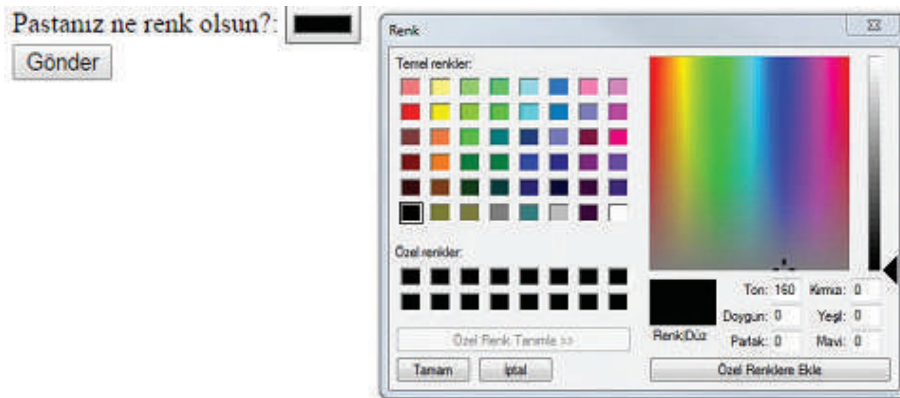 Pastanız ne renk olsun?:
Gönder
Renk
Temel renkler:
Özel renkler:
Özel Renk Tanımla >>
Tamam
İptal
Renk|Düz
Ton: 160
Doygun: 0
Parlak: 0
Kırmızı: 0
Yeşil: 0
Mavi: 0
Özel Renklere Ekle